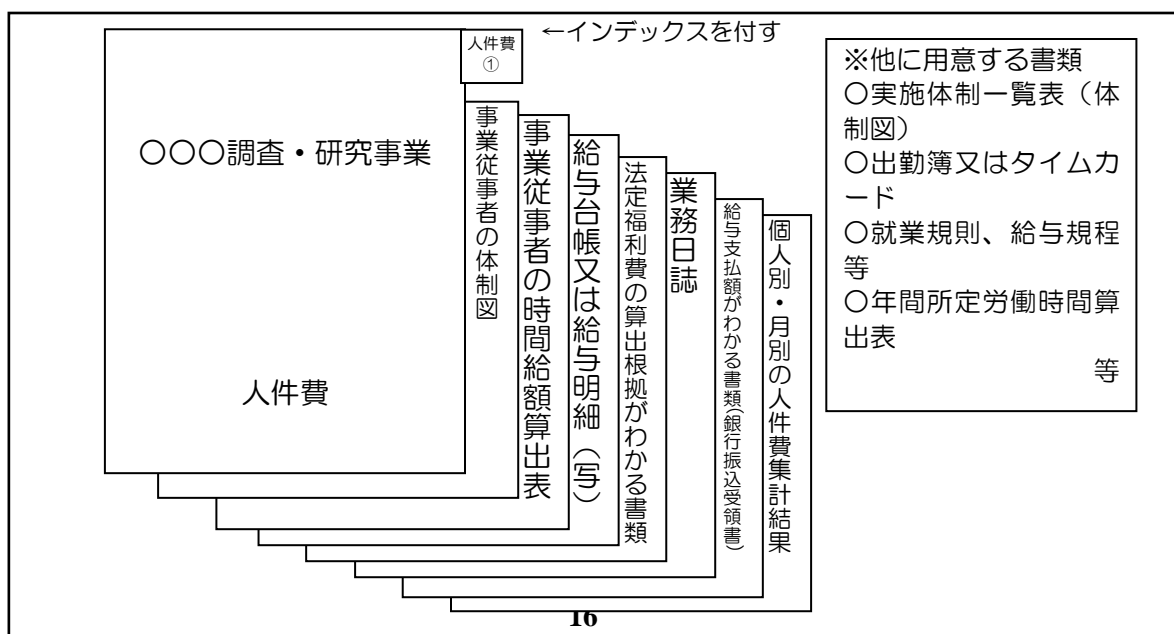 人件費
①
←インデックスを付す
〇〇〇調査・研究事業
人件費
事業従事者の体制図
事業従事者の時間給額算出表
給与台帳又は給与明細（写）
法定福利費の算出根拠がわかる書類
業務日誌
給与支払額がわかる書類（銀行振込受領書）
個人別・月別の人件費集計結果
※他に用意する書類
〇実施体制一覧表（体
制図）
〇出勤簿又はタイムカ
ード
〇就業規則、給与規程
等
〇年間所定労働時間算
出表
等
16